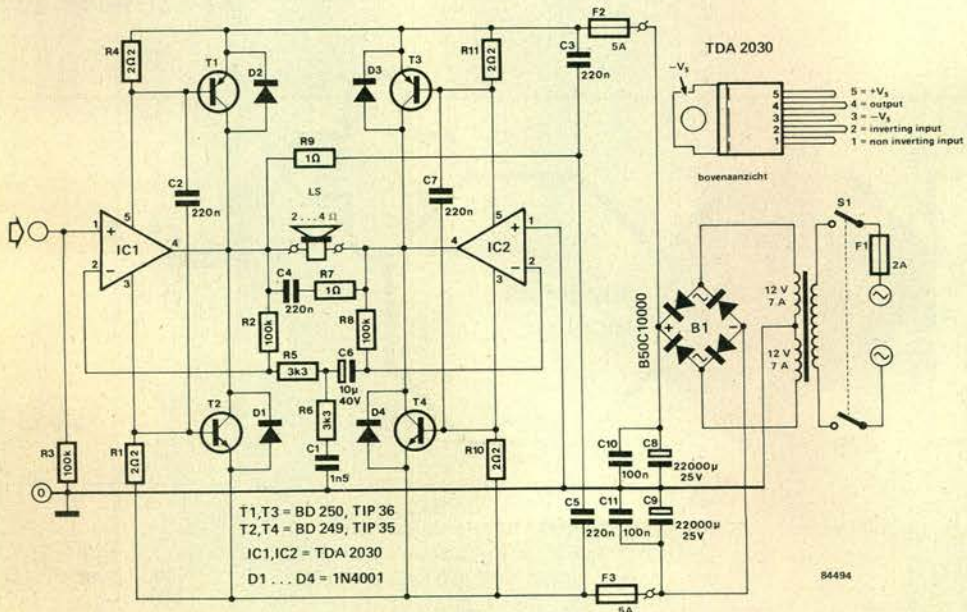 F2
5A
R4
2Ω2
T1
D2
D3
T3
R11
2Ω2
C3
220n
TDA 2030
–Vs
5
4
3
2
1
5 = +Vs
4 = output
3 = –Vs
2 = inverting input
1 = non inverting input
bovenaanzicht
R9
1Ω
C2
220n
LS
2...4 Ω
C7
220n
1
+
2
–
5
IC1
4
3
5
4
IC2
3
1
+
2
–
C4
220n
R7
1Ω
R2
100k
R8
100k
R5
3k3
C6
10µ
40V
R6
3k3
C1
1n5
T2
D1
D4
T4
R3
100k
R1
2Ω2
R10
2Ω2
0
S1
F1
2A
12 V
7 A
12 V
7 A
B50C10000
+
B1
–
C10
100n
C8
22000µ
25V
C5
220n
C11
100n
C9
22000µ
25V
T1,T3 = BD 250, TIP 36
T2,T4 = BD 249, TIP 35
IC1,IC2 = TDA 2030
D1 ... D4 = 1N4001
F3
5A
84494